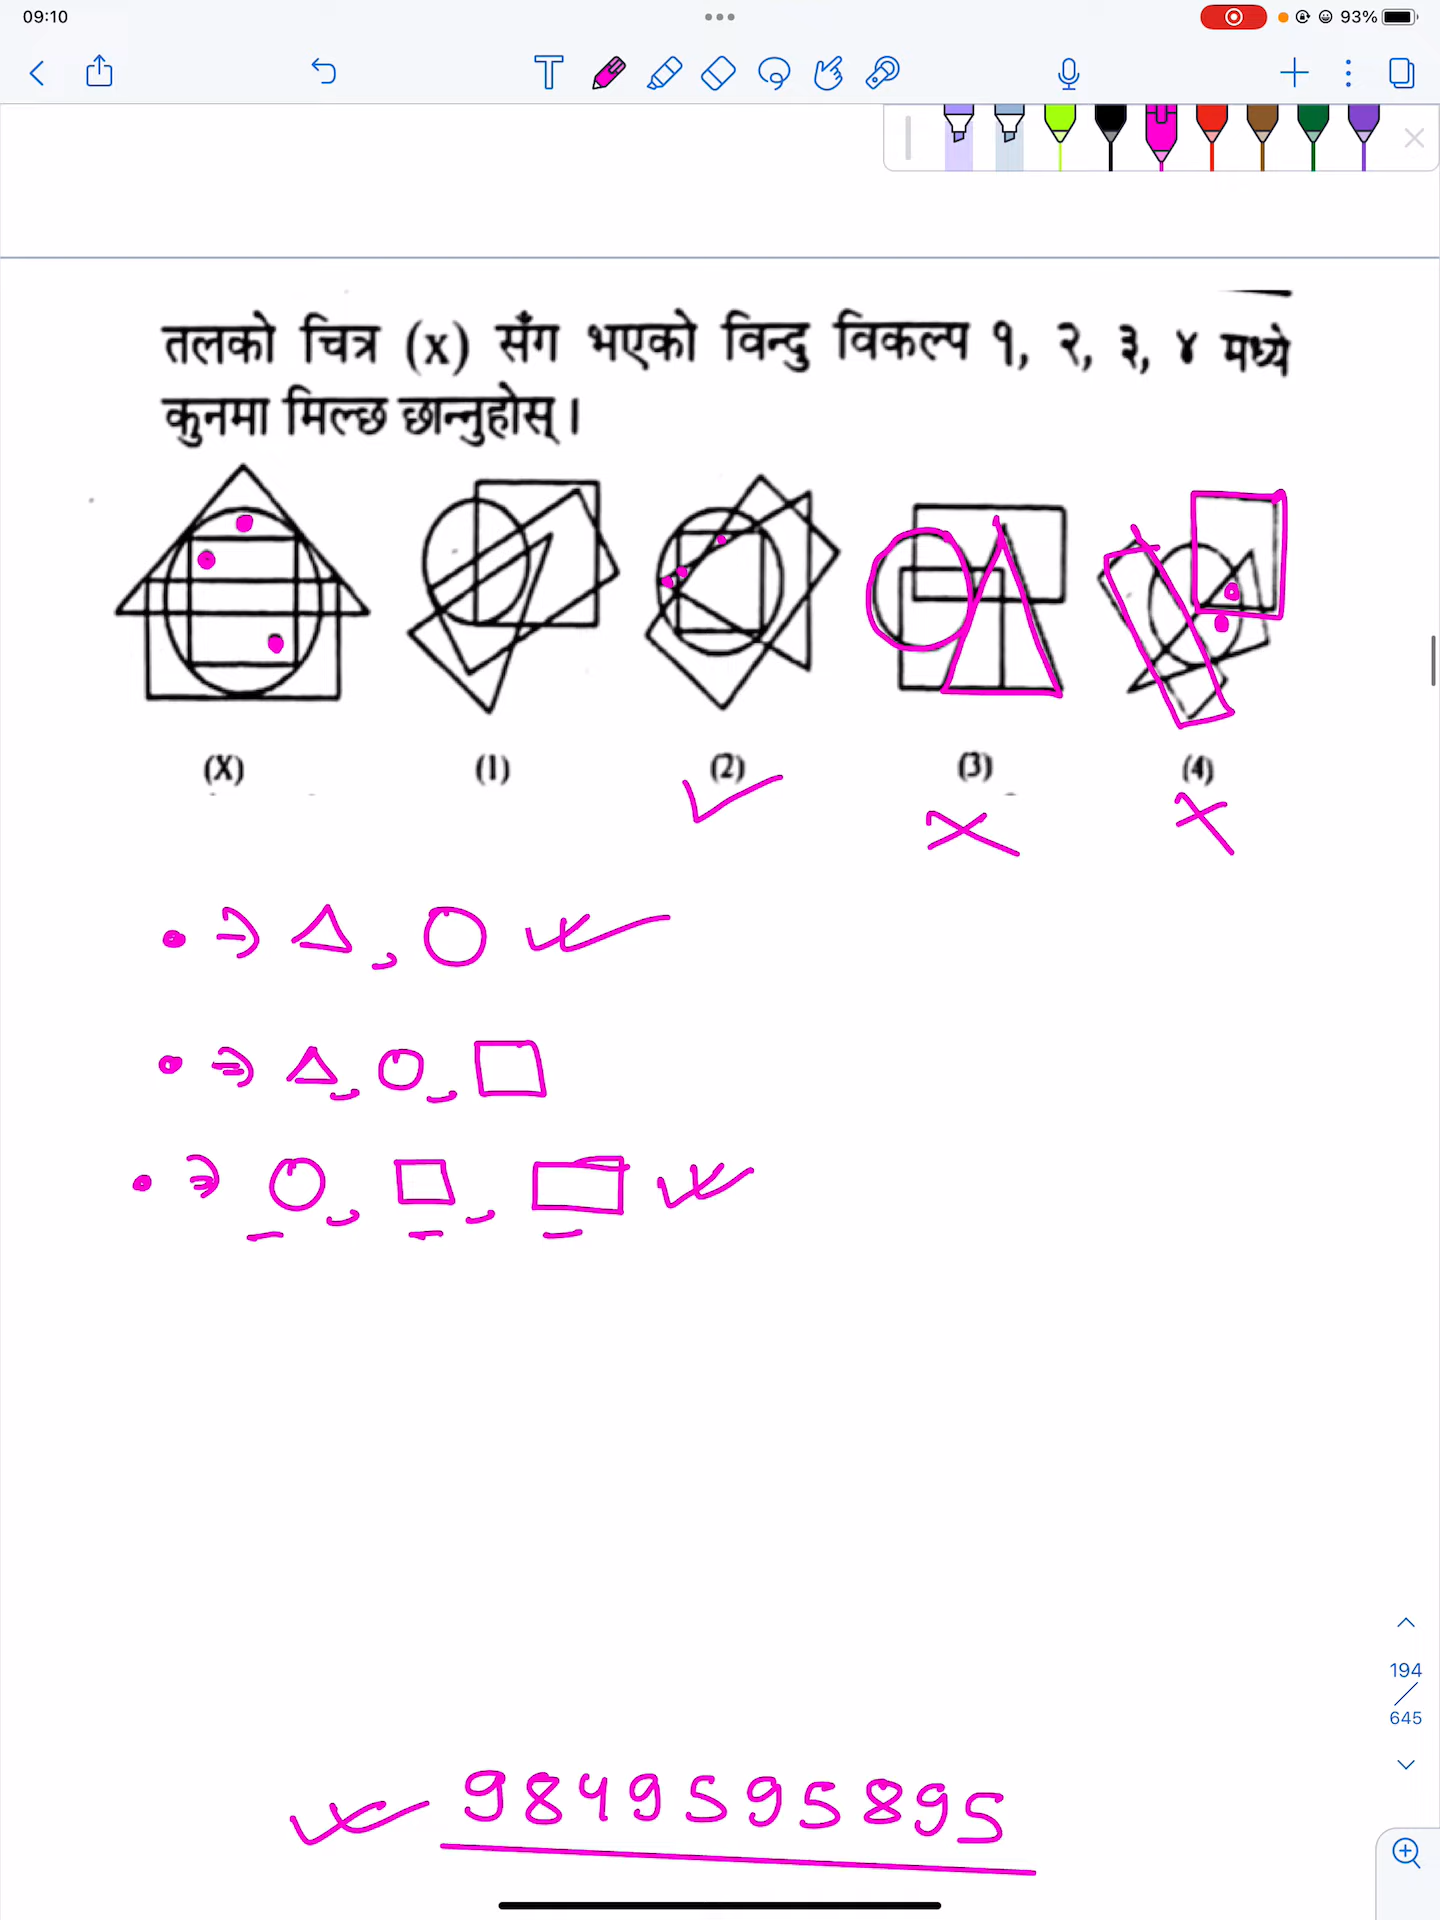 09:10
93%
T
तलको चित्र (x) सँग भएको विन्दु विकल्प १, २, ३, ४ मध्ये
कुनमा मिल्छ छान्नुहोस् ।
(X) (1) (2) (3) (4)
194
645
9849595895